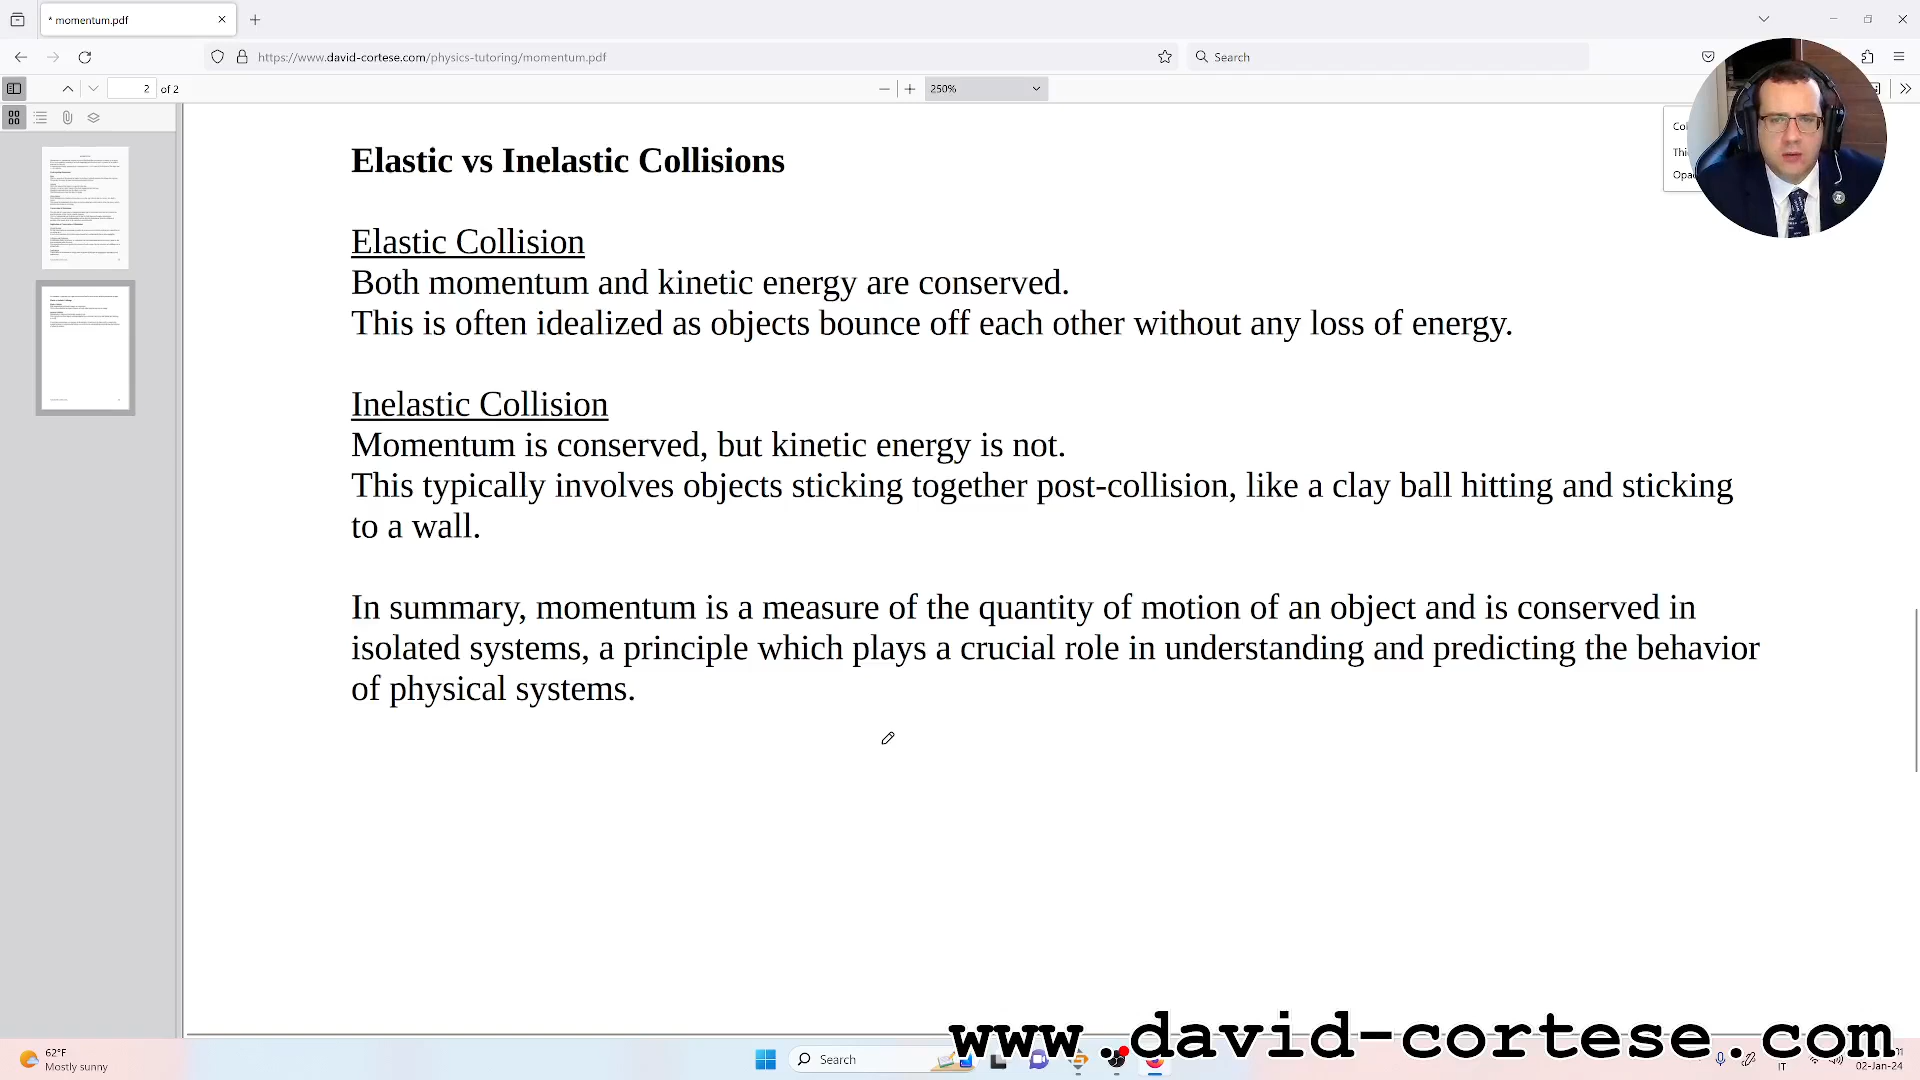 * momentum.pdf
https://www.david-cortese.com/physics-tutoring/momentum.pdf
Search
2 of 2
250%
Elastic vs Inelastic Collisions
Elastic Collision
Both momentum and kinetic energy are conserved.
This is often idealized as objects bounce off each other without any loss of energy.
Inelastic Collision
Momentum is conserved, but kinetic energy is not.
This typically involves objects sticking together post-collision, like a clay ball hitting and sticking
to a wall.
In summary, momentum is a measure of the quantity of motion of an object and is conserved in
isolated systems, a principle which plays a crucial role in understanding and predicting the behavior
of physical systems.
www.david-cortese.com
62°F
Mostly sunny
Search
IT
02-Jan-24